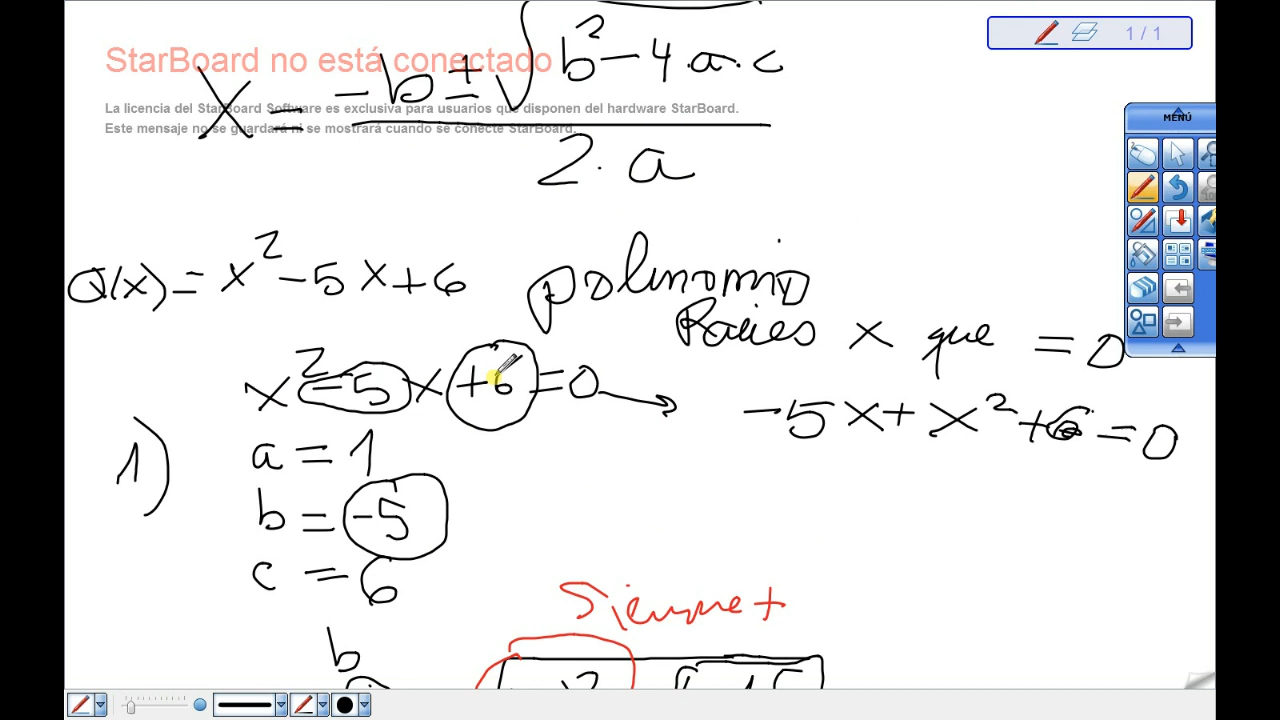 StarBoard no está conectado
La licencia del StarBoard Software es exclusiva para usuarios que disponen del hardware StarBoard.
Este mensaje no se guardará ni se mostrará cuando se conecte StarBoard.
x = -b ± √b² - 4·a·c
2·a
1 / 1
MENÚ
Q(x) = x² - 5x + 6 polinomio
Raíces x que = 0
x² - 5x + 6 = 0 → -5x + x² + 6 = 0
1)
a = 1
b = -5
c = 6
Siempre +
b